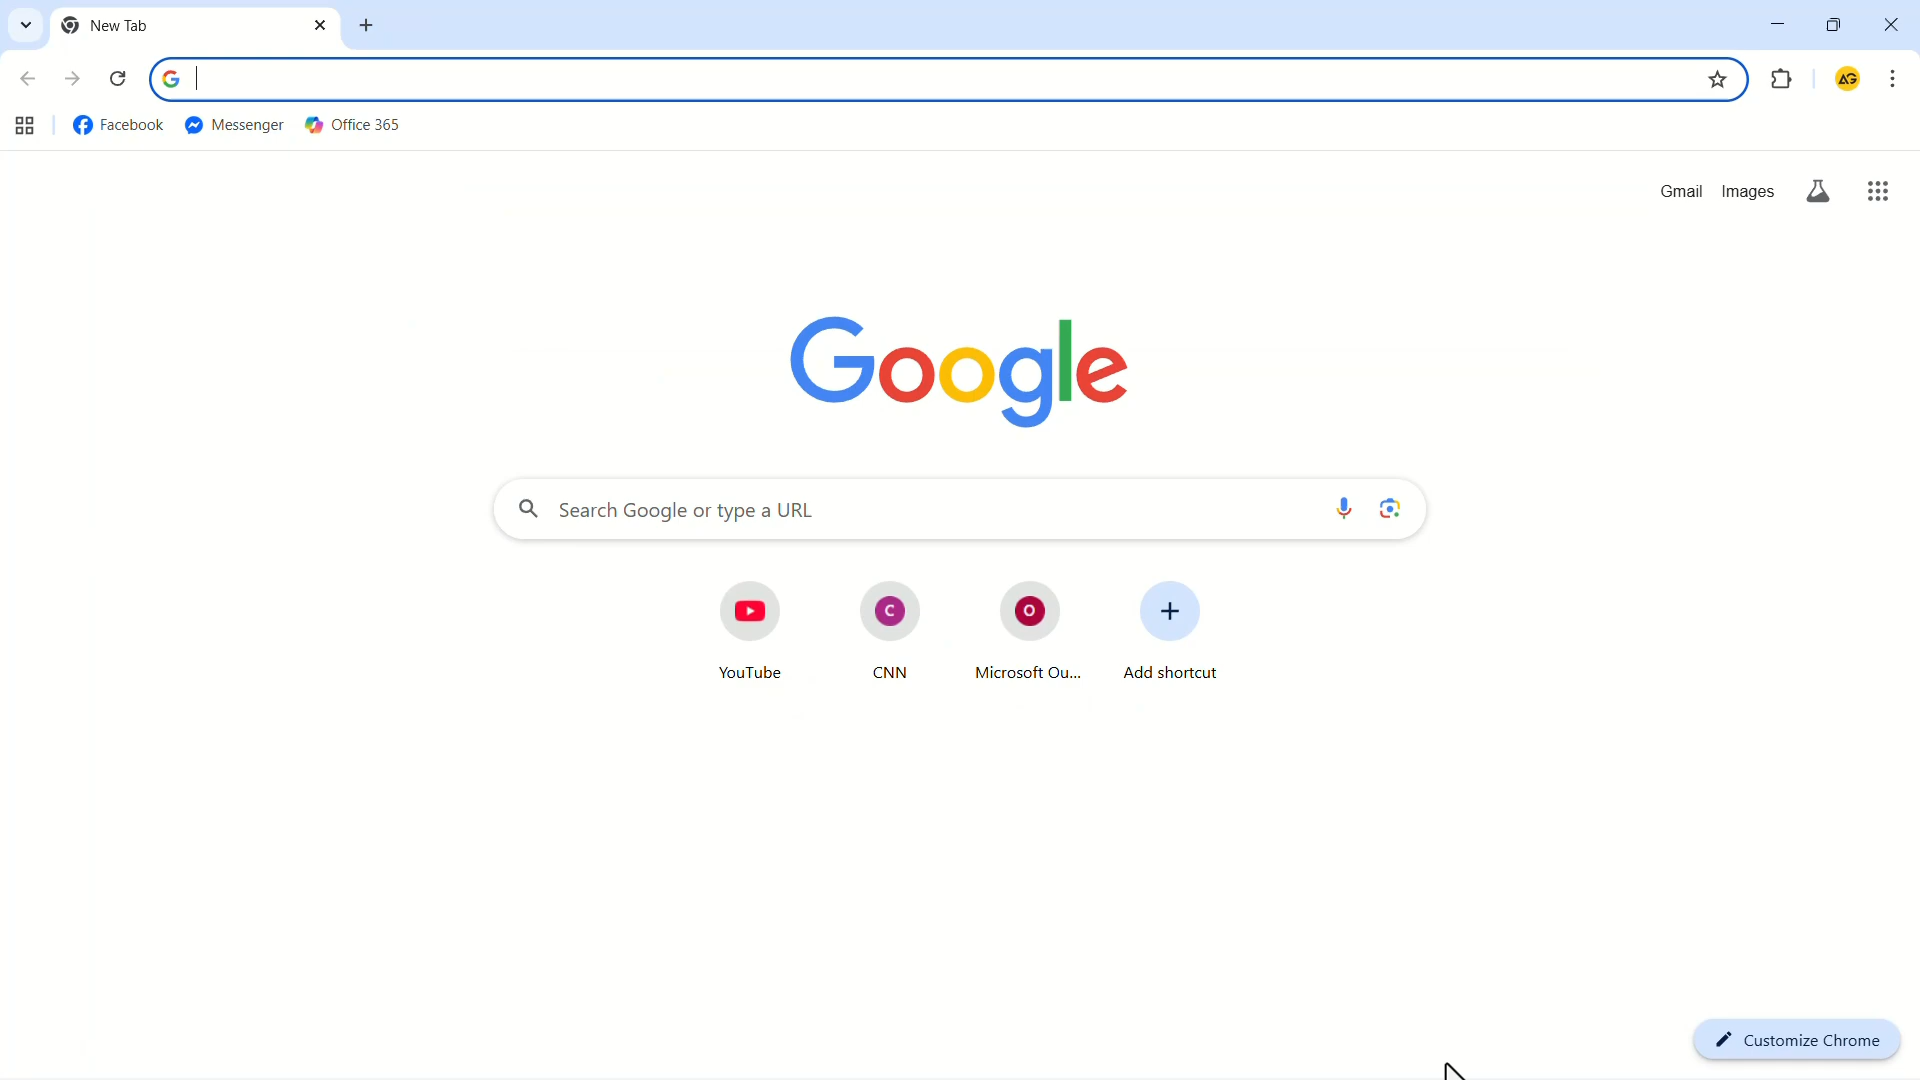 New Tab
Facebook Messenger Office 365
Gmail Images
Google
Search Google or type a URL
C O
YouTube CNN Microsoft Ou... Add shortcut
Customize Chrome